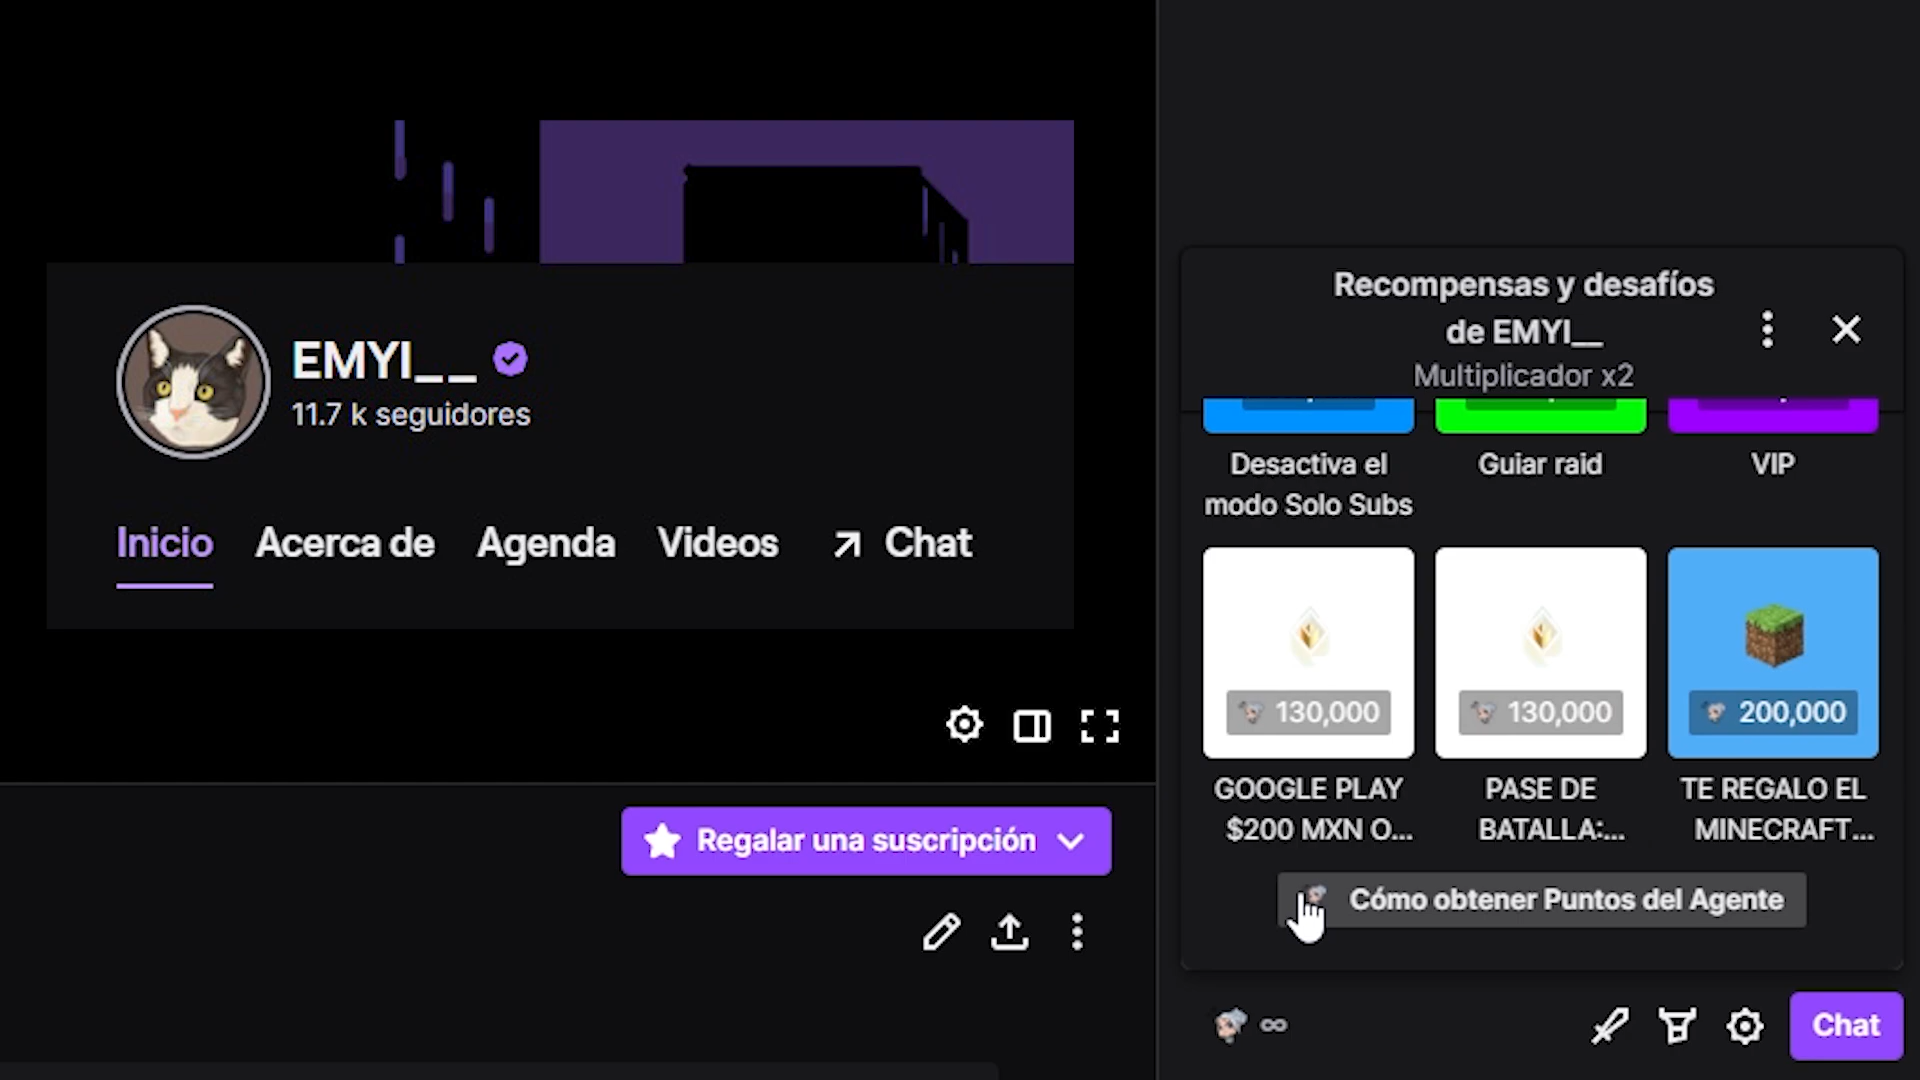 EMYI__
11.7 k seguidores
Inicio
Acerca de
Agenda
Videos
Chat
Regalar una suscripción
Recompensas y desafíos
de EMYI__
Multiplicador x2
Desactiva el
modo Solo Subs
Guiar raid
VIP
130,000
130,000
200,000
GOOGLE PLAY
$200 MXN O...
PASE DE
BATALLA:...
TE REGALO EL
MINECRAFT...
Cómo obtener Puntos del Agente
∞
Chat